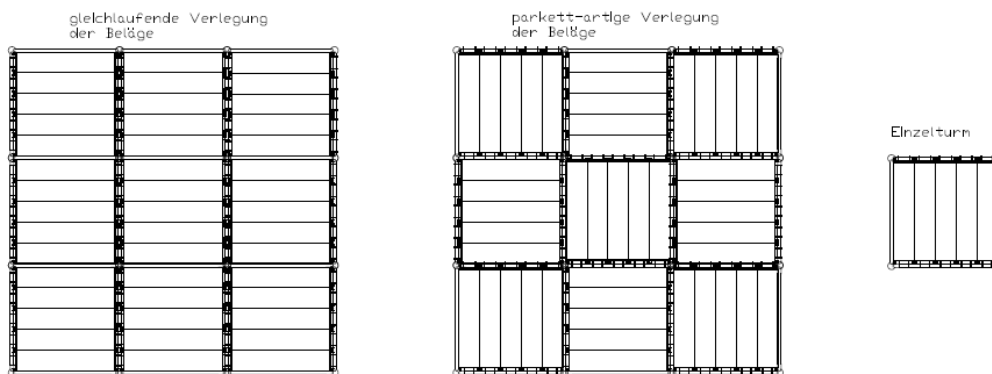 gleichlaufende Verlegung
der Beläge
parkett-artige Verlegung
der Beläge
Einzelturm